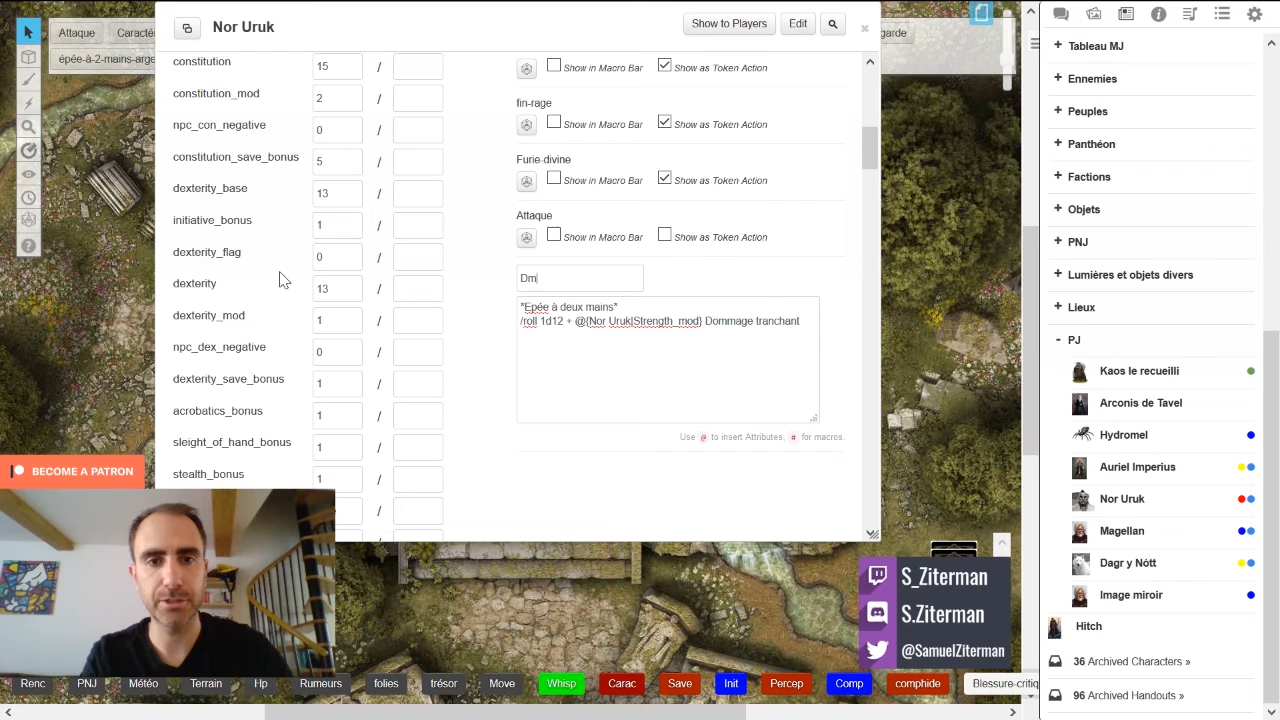 Nor Uruk
Show to Players
Edit
Attaque
Caracté
garde
épée-à-2-mains-arge
constitution 15 /
constitution_mod 2 /
npc_con_negative 0 /
constitution_save_bonus 5 /
dexterity_base 13 /
initiative_bonus 1 /
dexterity_flag 0 /
dexterity 13 /
dexterity_mod 1 /
npc_dex_negative 0 /
dexterity_save_bonus 1 /
acrobatics_bonus 1 /
sleight_of_hand_bonus 1 /
stealth_bonus 1 /
/
Show in Macro Bar Show as Token Action
fin-rage
Show in Macro Bar Show as Token Action
Furie-divine
Show in Macro Bar Show as Token Action
Attaque
Show in Macro Bar Show as Token Action
Dm
*Epée à deux mains*
/roll 1d12 + @{Nor Uruk|Strength_mod} Dommage tranchant
Use @ to insert Attributes, # for macros.
+ Tableau MJ
+ Ennemies
+ Peuples
+ Panthéon
+ Factions
+ Objets
+ PNJ
+ Lumières et objets divers
+ Lieux
- PJ
Kaos le recueilli
Arconis de Tavel
Hydromel
Auriel Imperius
Nor Uruk
Magellan
Dagr y Nótt
Image miroir
Hitch
36 Archived Characters »
96 Archived Handouts »
BECOME A PATRON
S_Ziterman
S.Ziterman
@SamuelZiterman
Renc PNJ Météo Terrain Hp Rumeur folies trésor Move Whisp Carac Save Init Percep Comp comphide Blessure-critiq